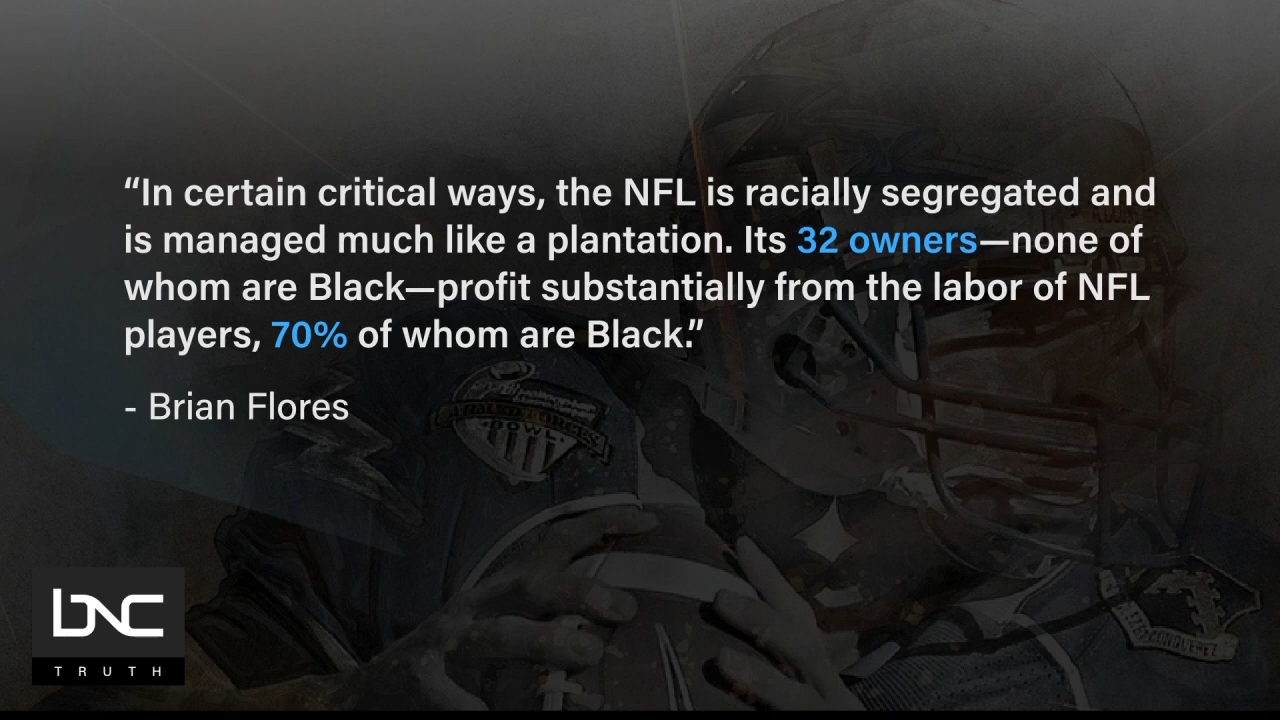 “In certain critical ways, the NFL is racially segregated and
is managed much like a plantation. Its 32 owners—none of
whom are Black—profit substantially from the labor of NFL
players, 70% of whom are Black.”
- Brian Flores
BOWL
bnc
TRUTH